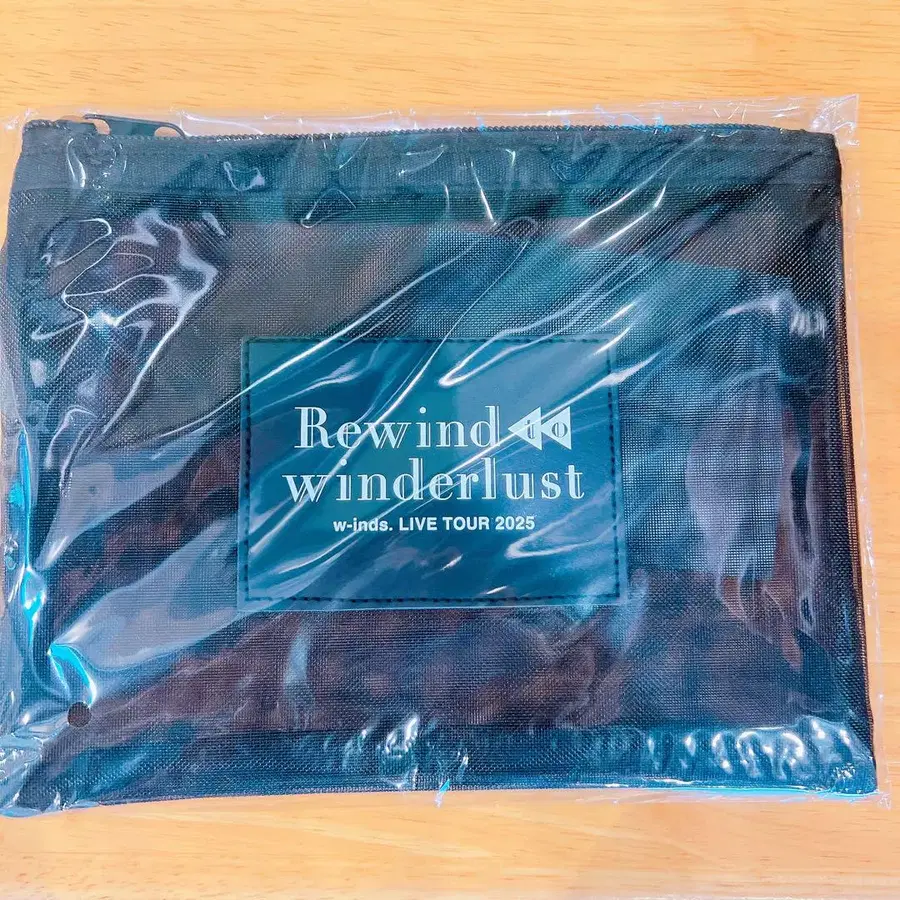 Rewind to
winderlust
w-inds. LIVE TOUR 2025